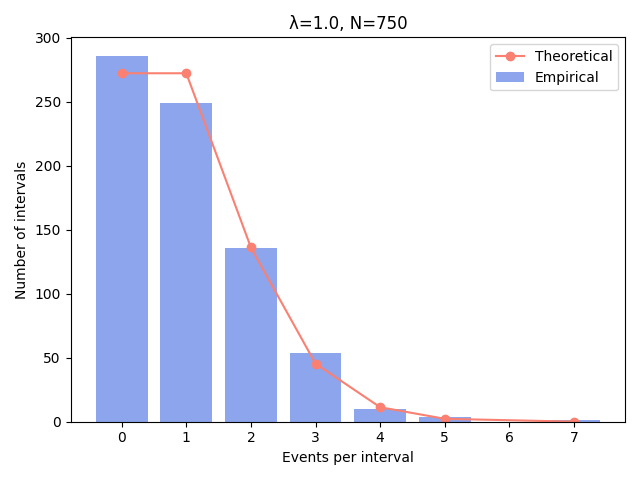 λ=1.0, N=750
Theoretical
Empirical
Number of intervals
300
250
200
150
100
50
0
0 1 2 3 4 5 6 7
Events per interval